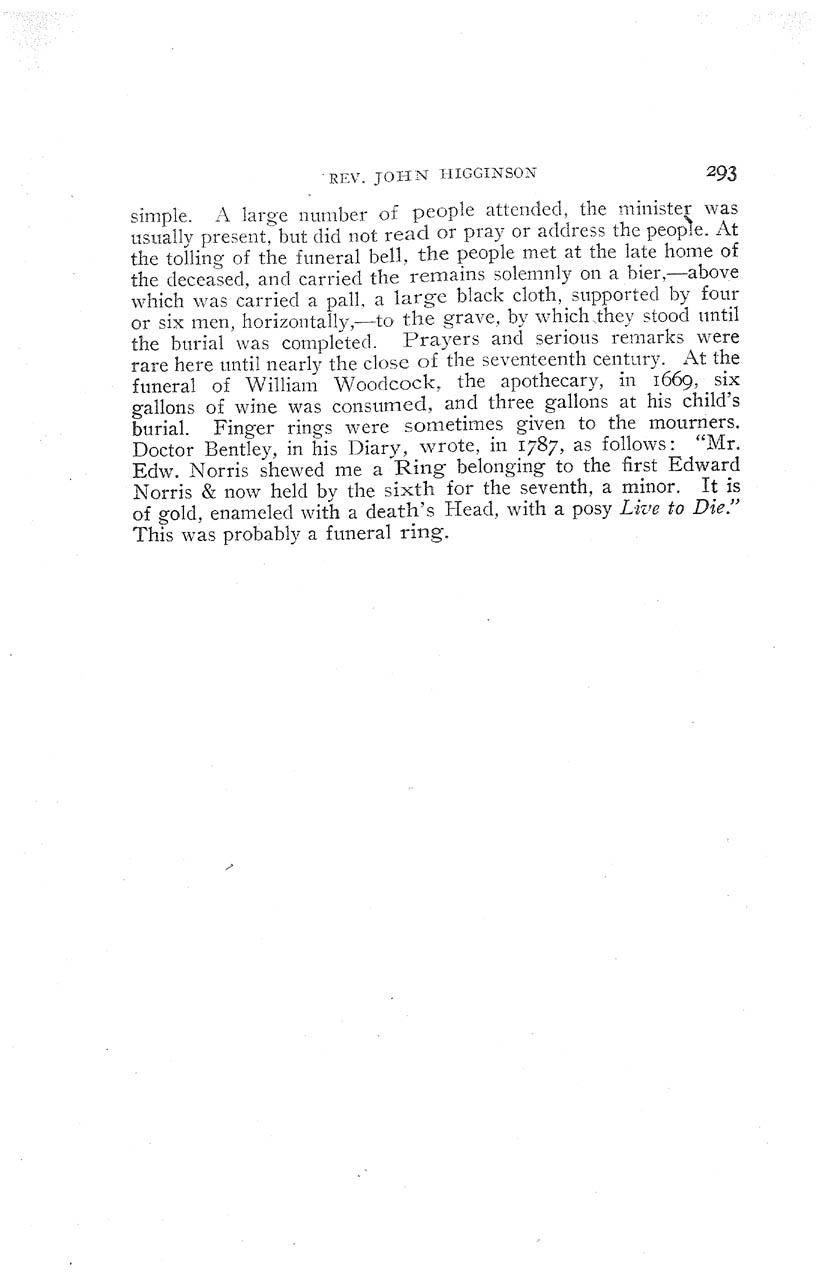 REV. JOHN HIGGINSON 293
simple. A large number of people attended, the minister was
usually present, but did not read or pray or address the people. At
the tolling of the funeral bell, the people met at the late home of
the deceased, and carried the remains solemnly on a bier,—above
which was carried a pall, a large black cloth, supported by four
or six men, horizontally,—to the grave, by which they stood until
the burial was completed. Prayers and serious remarks were
rare here until nearly the close of the seventeenth century. At the
funeral of William Woodcock, the apothecary, in 1669, six
gallons of wine was consumed, and three gallons at his child's
burial. Finger rings were sometimes given to the mourners.
Doctor Bentley, in his Diary, wrote, in 1787, as follows: "Mr.
Edw. Norris shewed me a Ring belonging to the first Edward
Norris & now held by the sixth for the seventh, a minor. It is
of gold, enameled with a death's Head, with a posy Live to Die."
This was probably a funeral ring.